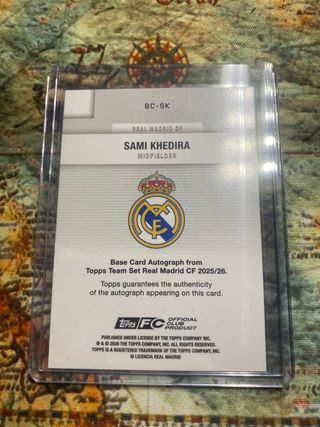 BC-SK
REAL MADRID CF
SAMI KHEDIRA
MIDFIELDER
Base Card Autograph from
Topps Team Set Real Madrid CF 2025/26.
Topps guarantees the authenticity
of the autograph appearing on this card.
Topps FC OFFICIAL CLUB PRODUCT
PUBLISHED UNDER LICENSE BY THE TOPPS COMPANY INC.
® & © 2026 THE TOPPS COMPANY, INC. ALL RIGHTS RESERVED.
TOPPS IS A REGISTERED TRADEMARK OF THE TOPPS COMPANY, INC.
© LICENCIA REAL MADRID